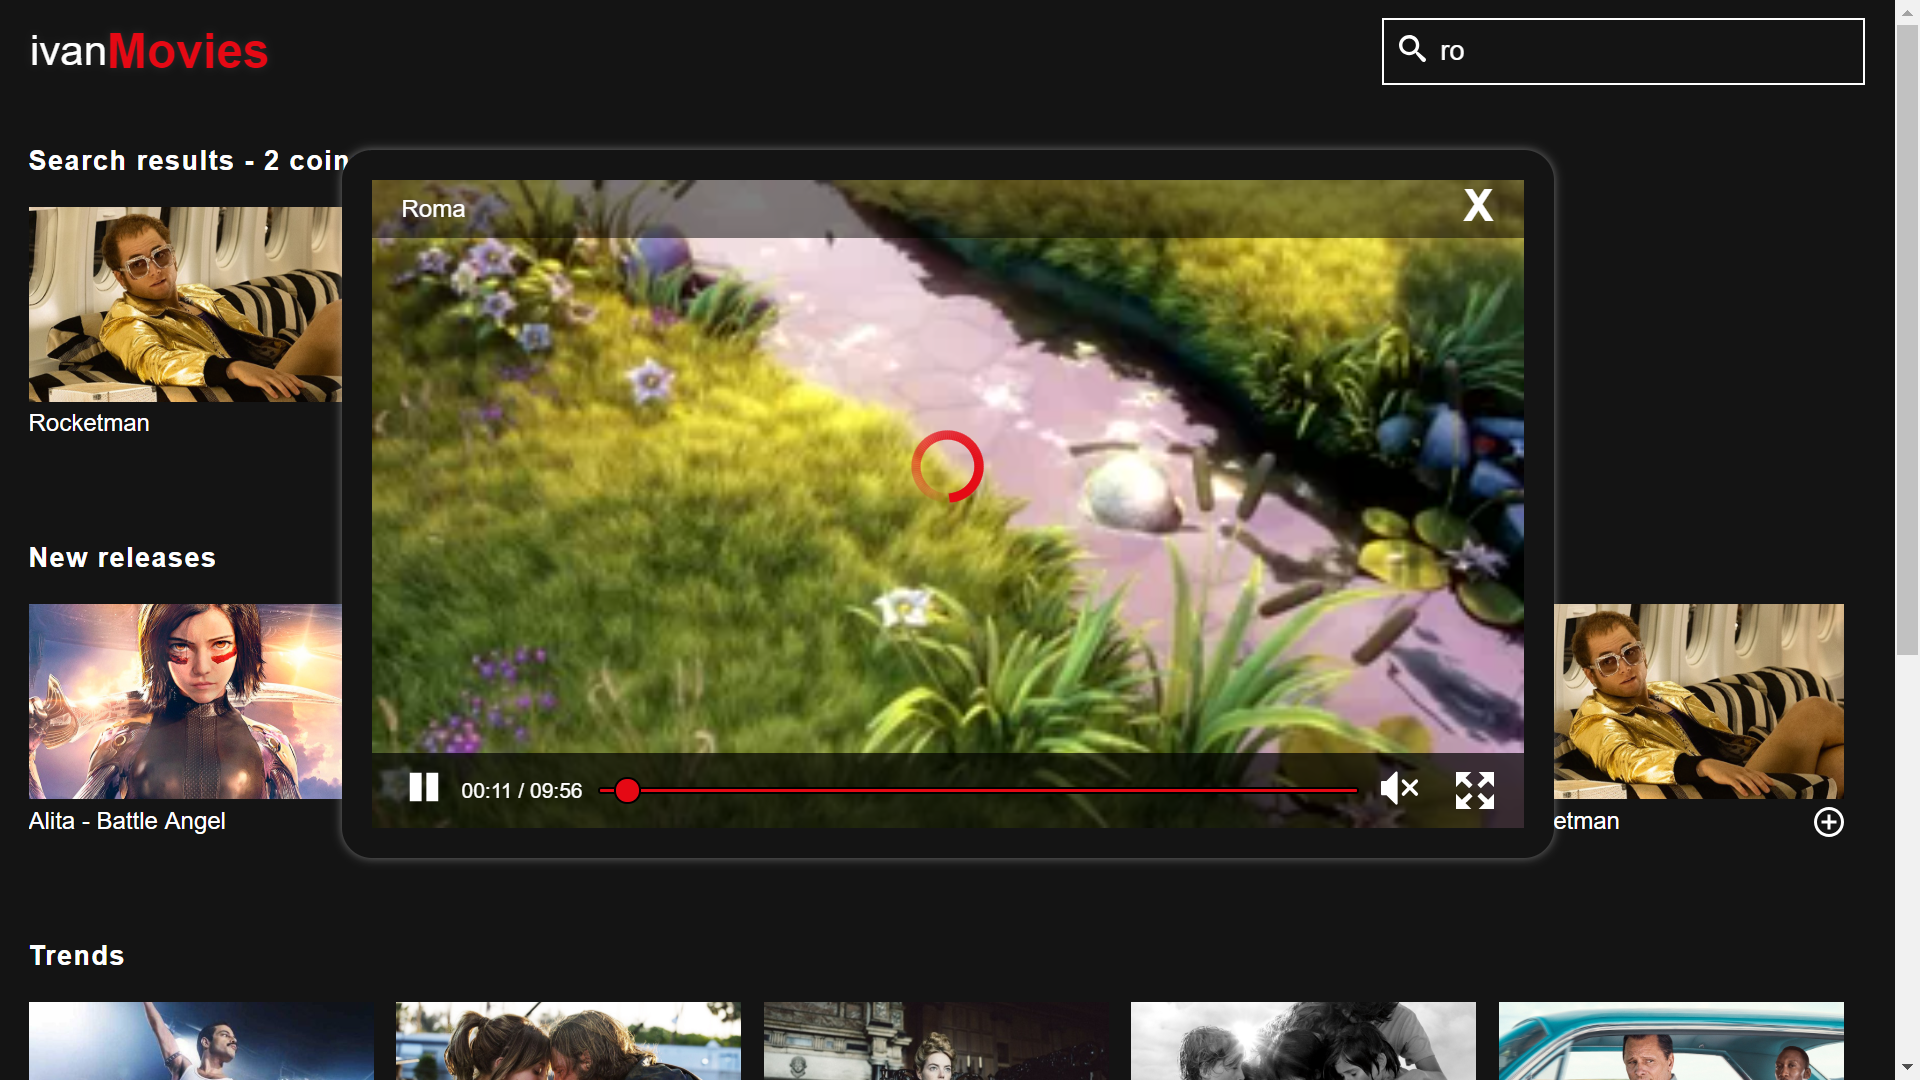 ivanMovies
ro
Search results - 2 coin
Roma
X
Rocketman
New releases
00:11 / 09:56
Alita - Battle Angel
etman
Trends